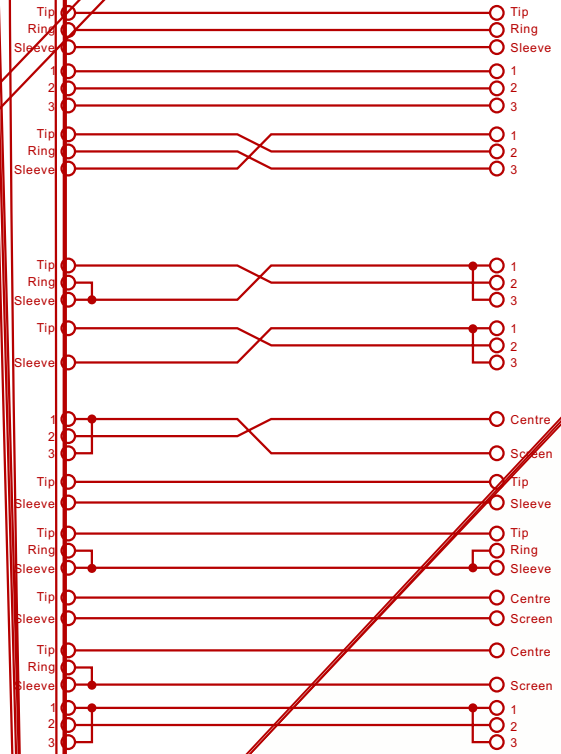 Tip Tip
Ring Ring
Sleeve Sleeve
1 1
2 2
3 3
Tip 1
Ring 2
Sleeve 3
Tip 1
Ring 2
Sleeve 3
Tip 1
2
Sleeve 3
1 Centre
2
3 Screen
Tip Tip
Sleeve Sleeve
Tip Tip
Ring Ring
Sleeve Sleeve
Tip Centre
Sleeve Screen
Tip Centre
Ring
Sleeve Screen
1 1
2 2
3 3